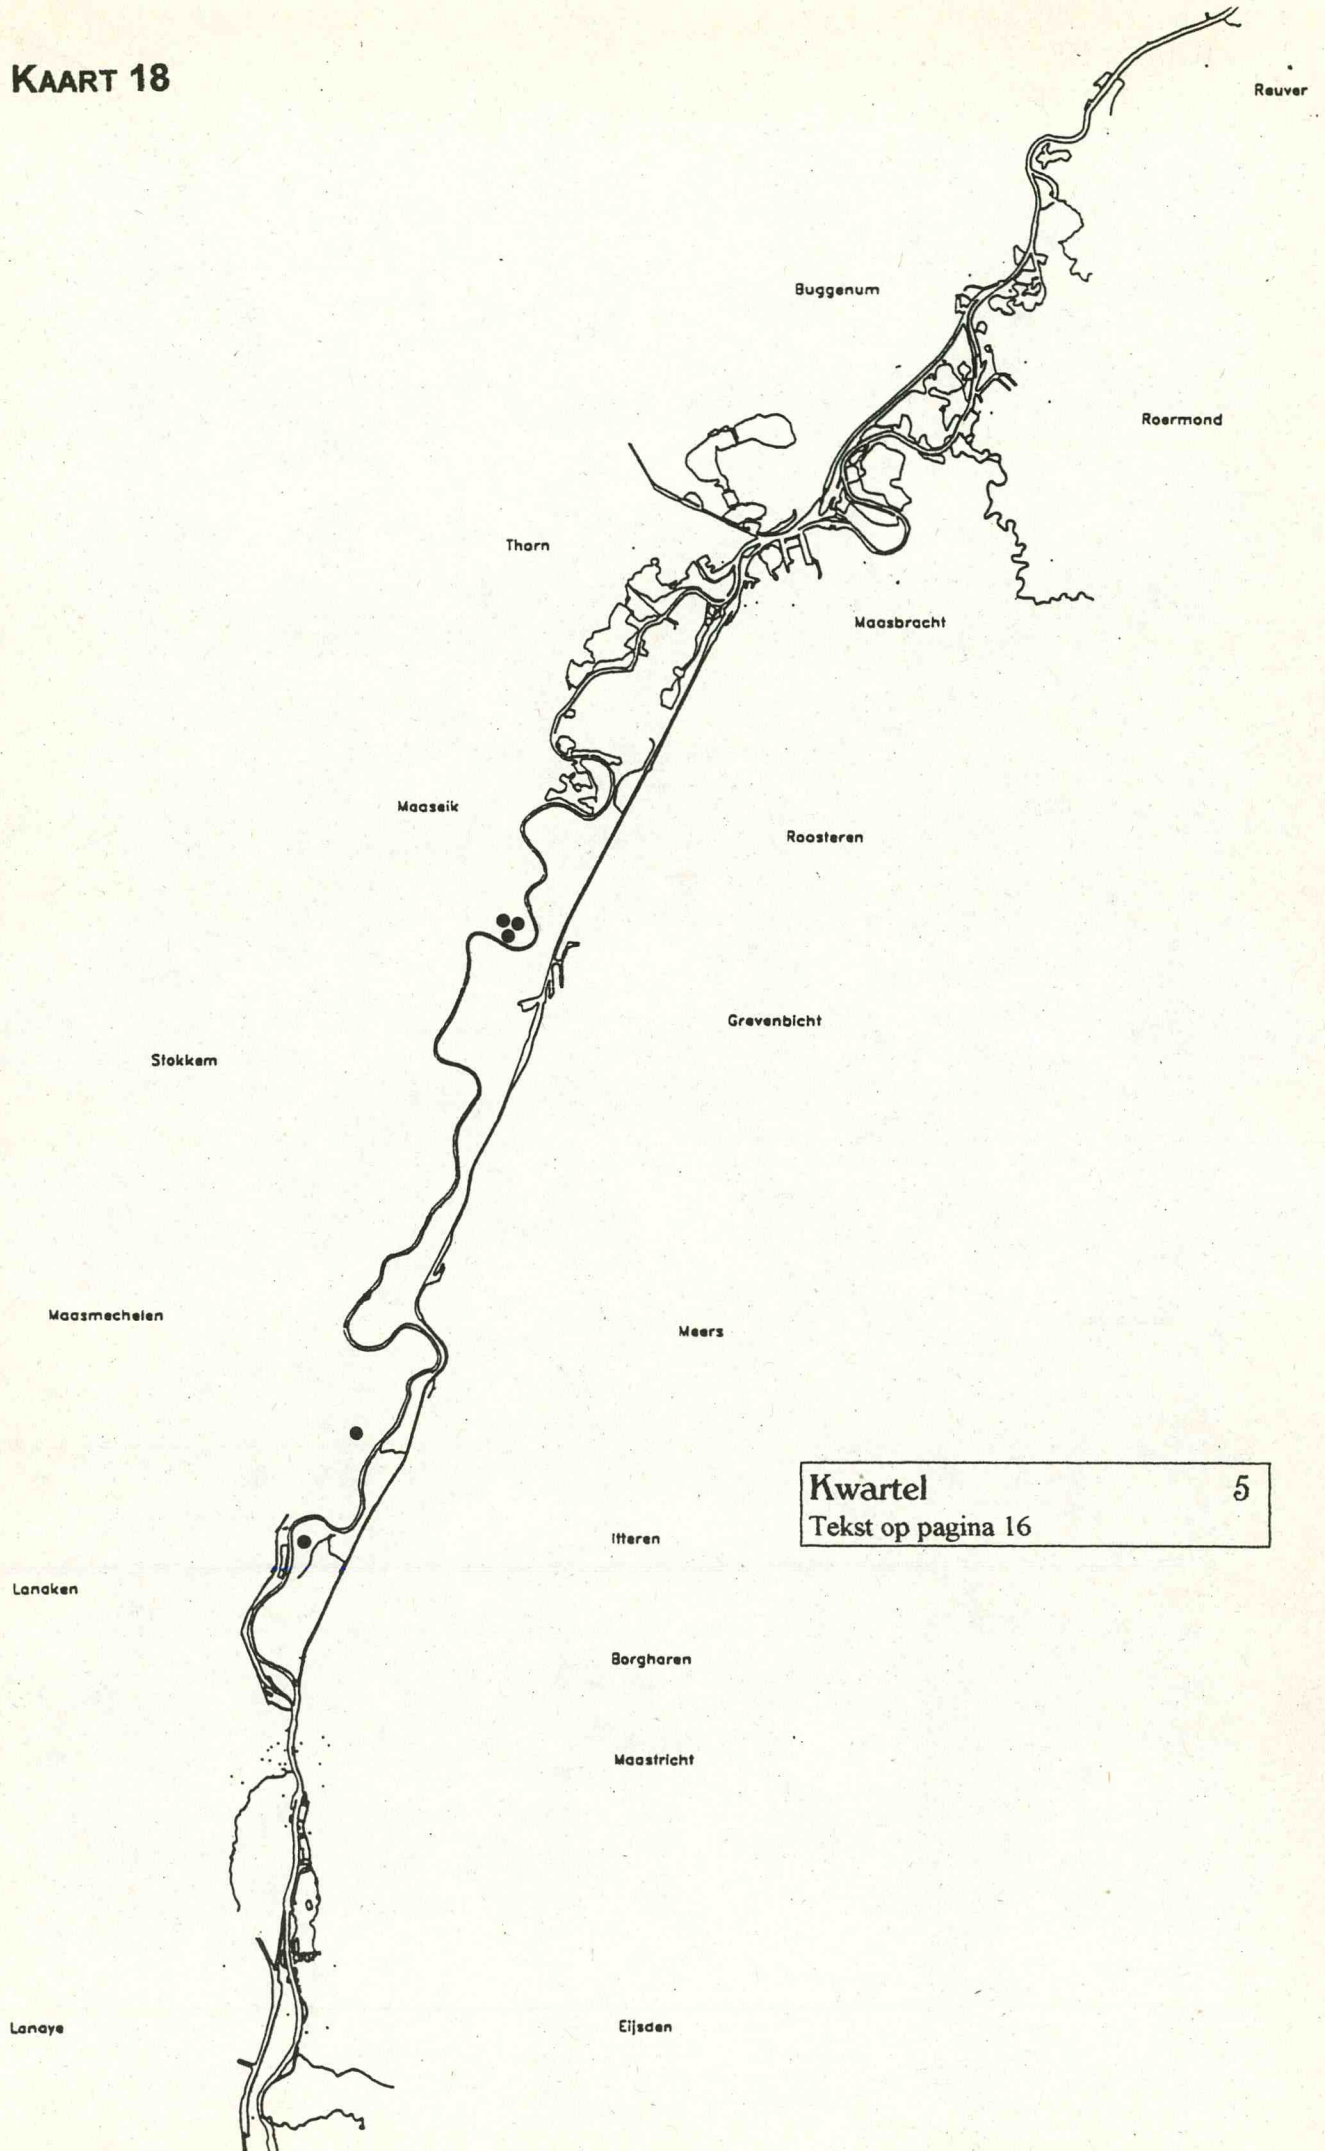 KAART 18
Reuver
Buggenum
Roermond
Thorn
Maasbracht
Maaseik
Roosteren
Grevenbicht
Stokkem
Maasmechelen
Meers
Kwartel 5
Tekst op pagina 16
Itteren
Lanaken
Borgharen
Maastricht
Lanaye
Eijsden